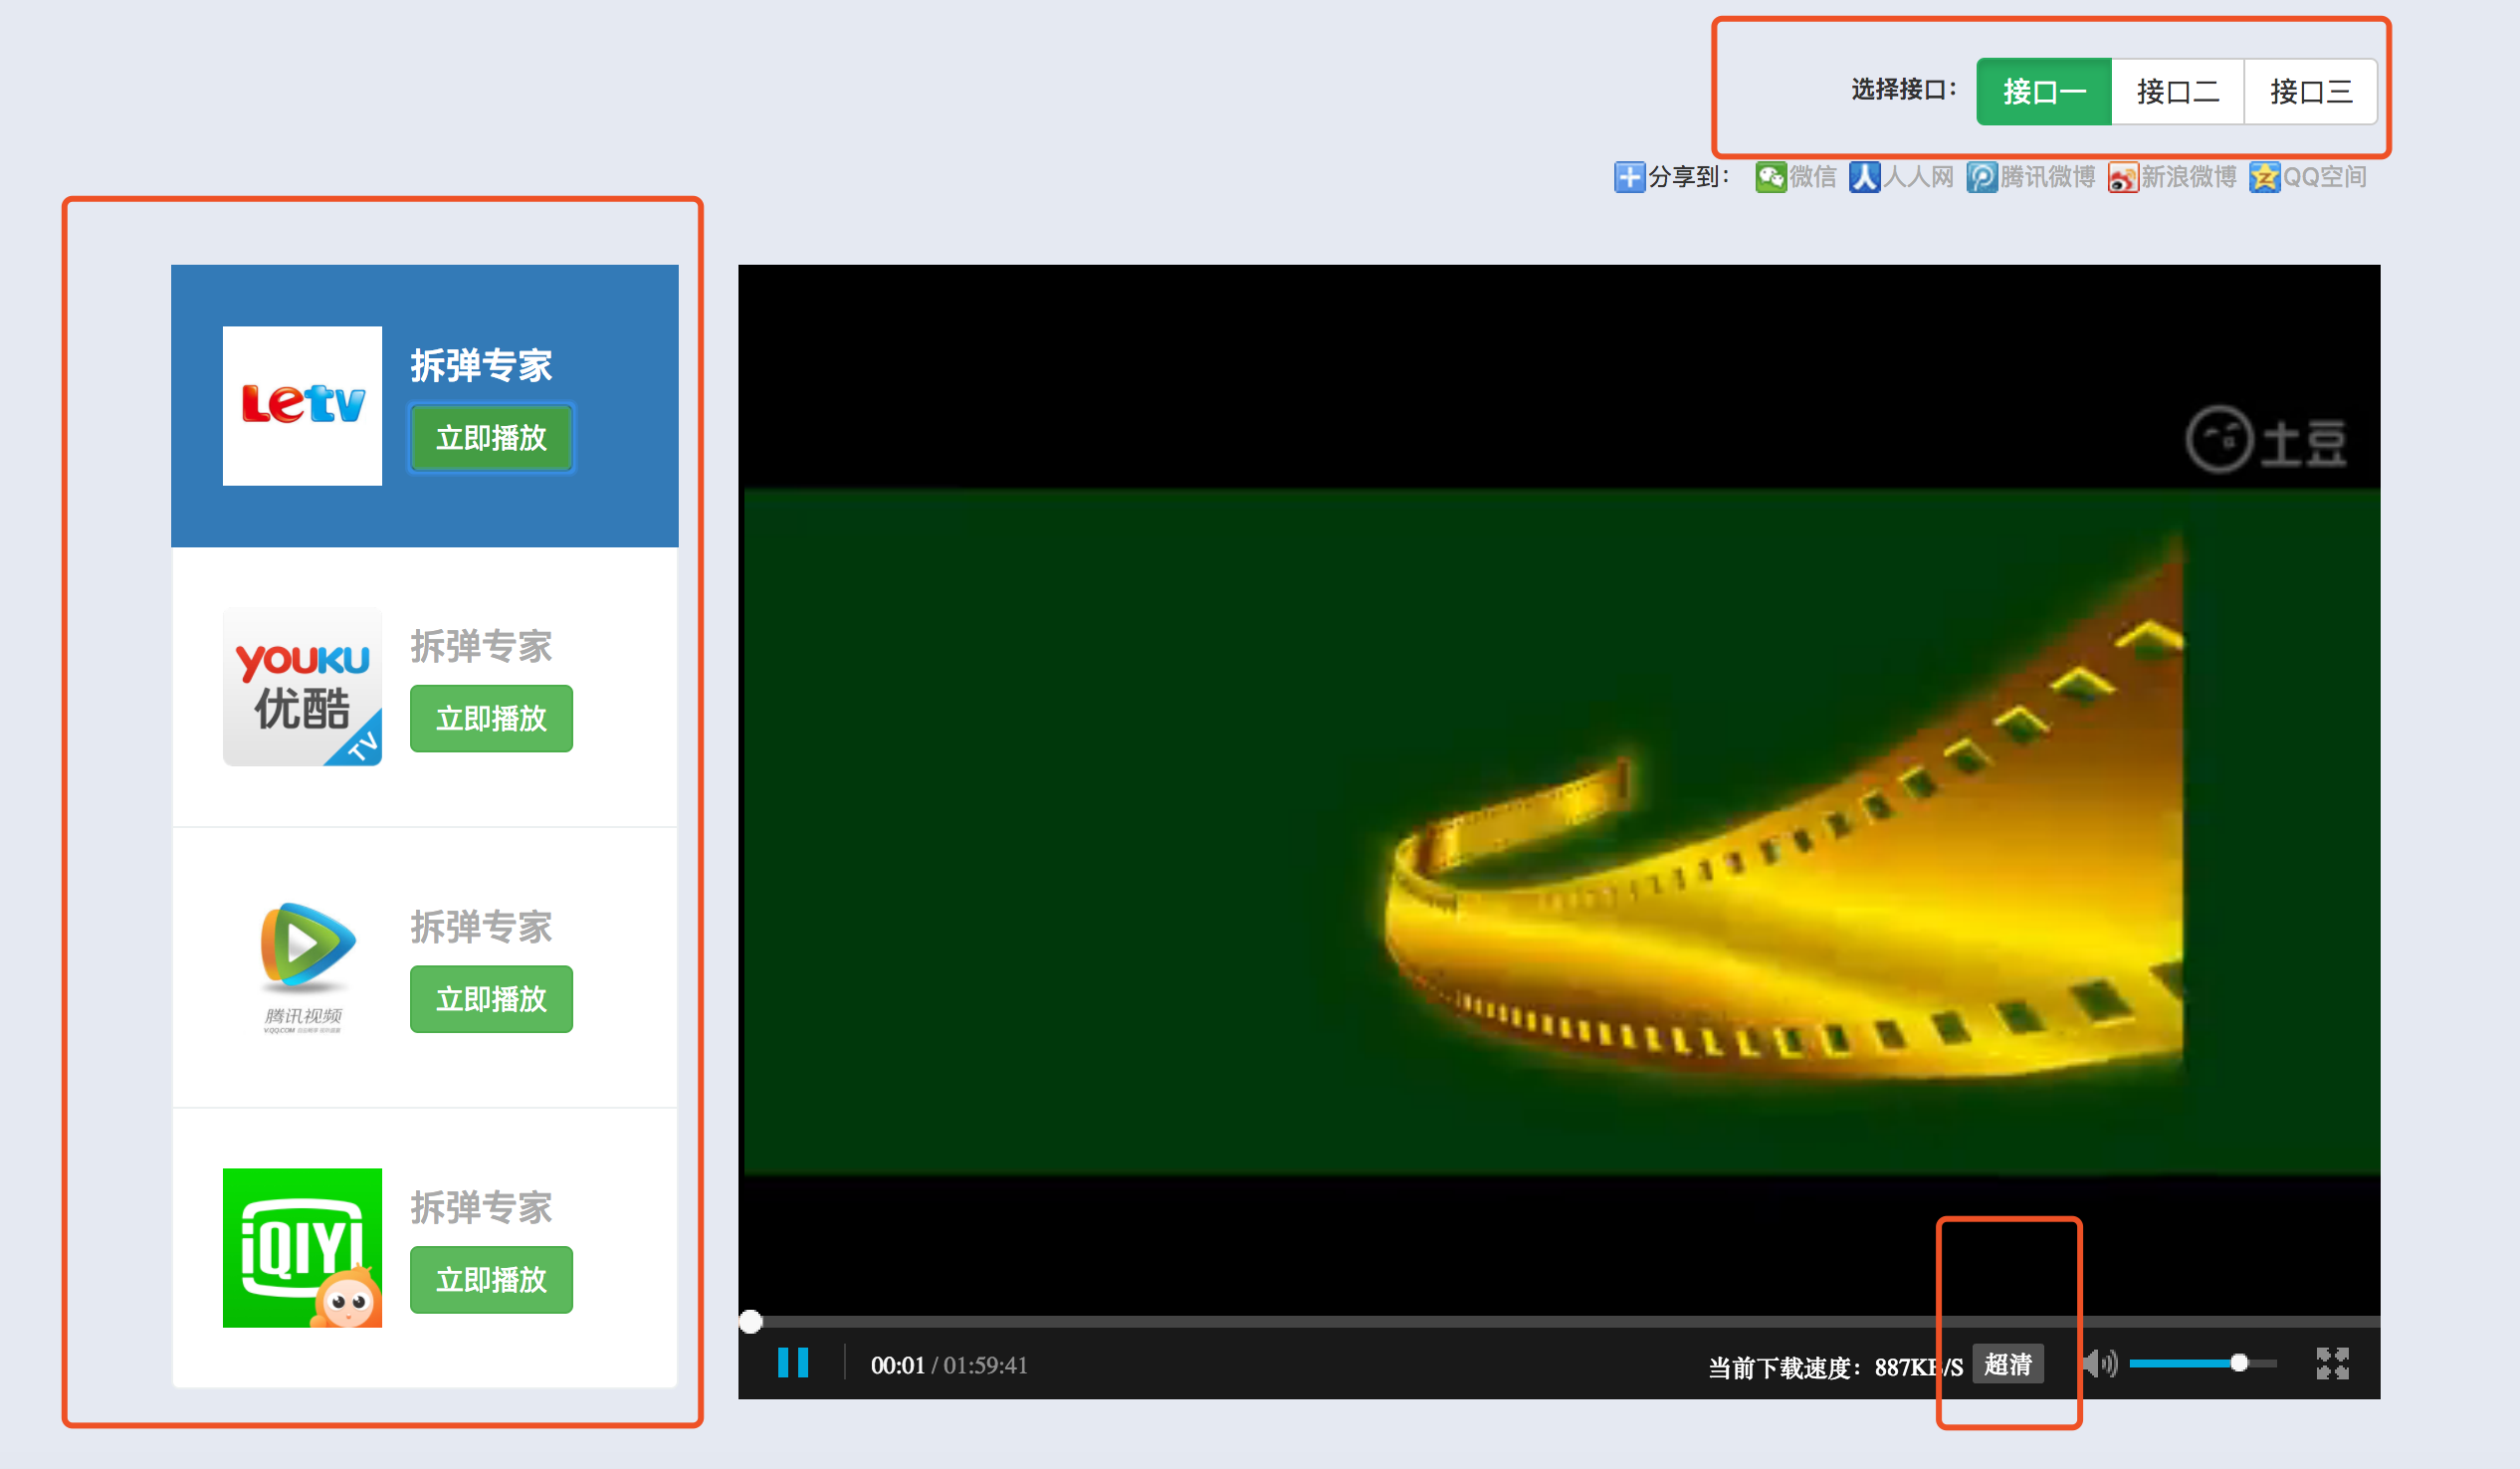 选择接口： 接口一 接口二 接口三
分享到： 微信 人人网 腾讯微博 新浪微博 QQ空间
Letv
拆弹专家
立即播放
YOUKU
优酷
TV
拆弹专家
立即播放
腾讯视频
V.QQ.COM
拆弹专家
立即播放
iQIYI
拆弹专家
立即播放
土豆
00:01 / 01:59:41
当前下载速度：887KB/S 超清